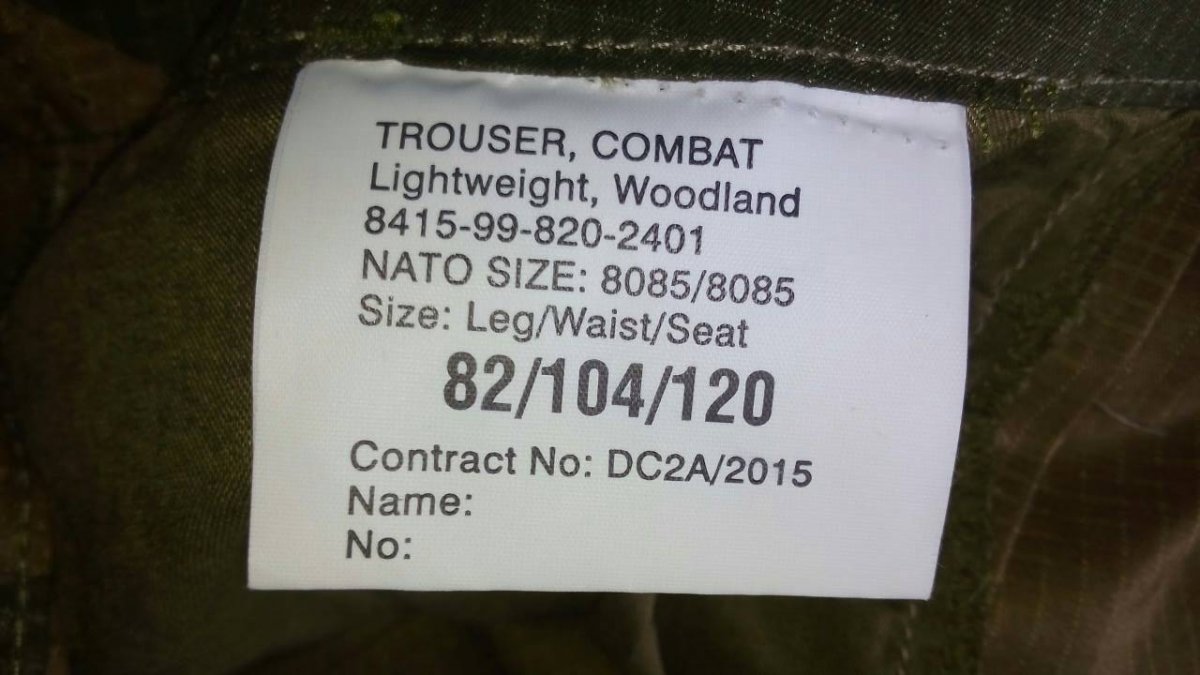 TROUSER, COMBAT
Lightweight, Woodland
8415-99-820-2401
NATO SIZE: 8085/8085
Size: Leg/Waist/Seat
82/104/120
Contract No: DC2A/2015
Name:
No: